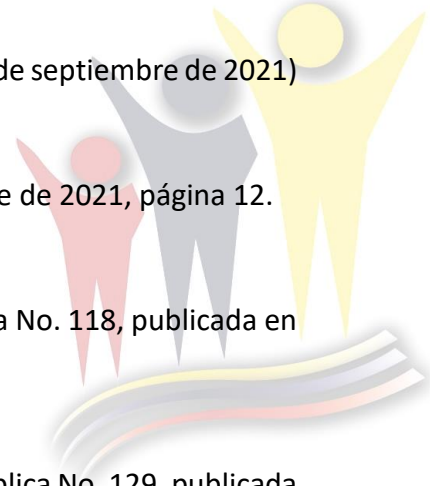 de septiembre de 2021)
e de 2021, página 12.
a No. 118, publicada en
blica No. 129, publicada